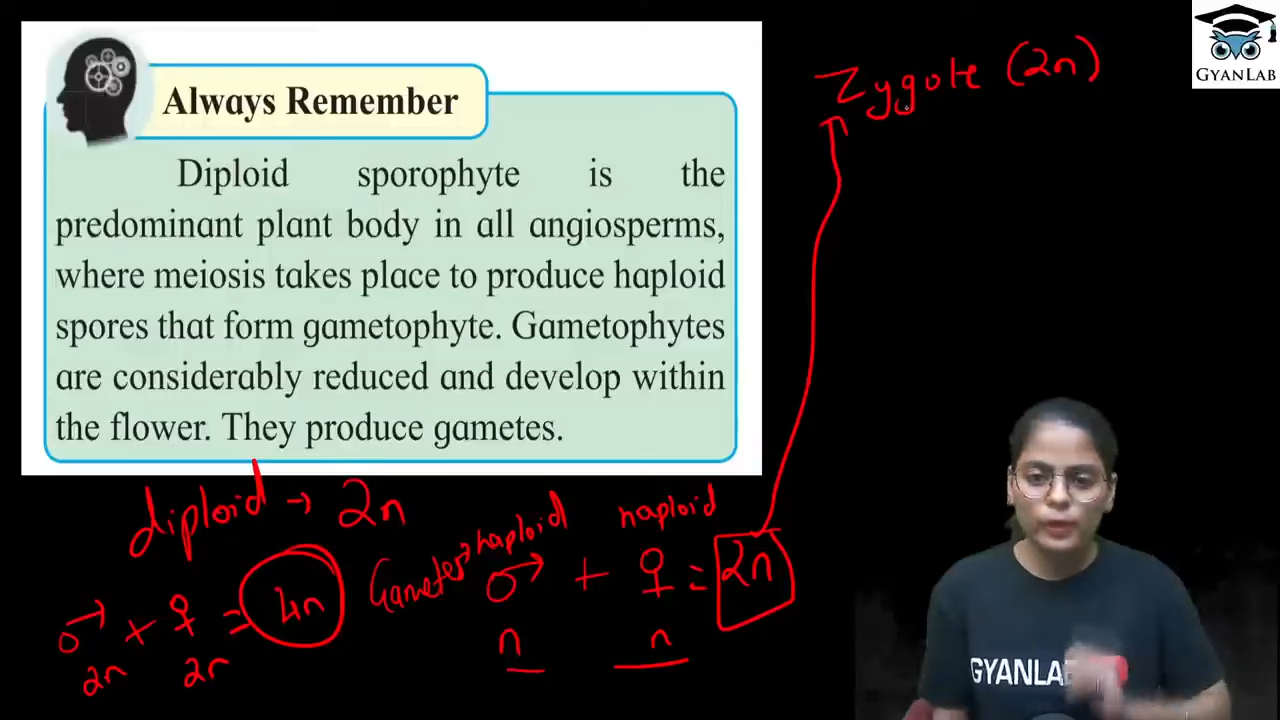 Always Remember
Diploid sporophyte is the
predominant plant body in all angiosperms,
where meiosis takes place to produce haploid
spores that form gametophyte. Gametophytes
are considerably reduced and develop within
the flower. They produce gametes.
Zygote (2n)
GYANLAB
diploid → 2n
♂ + ♀ = 4n
2n 2n
Gametes → haploid haploid
♂ + ♀ = 2n
n n
GYANLA